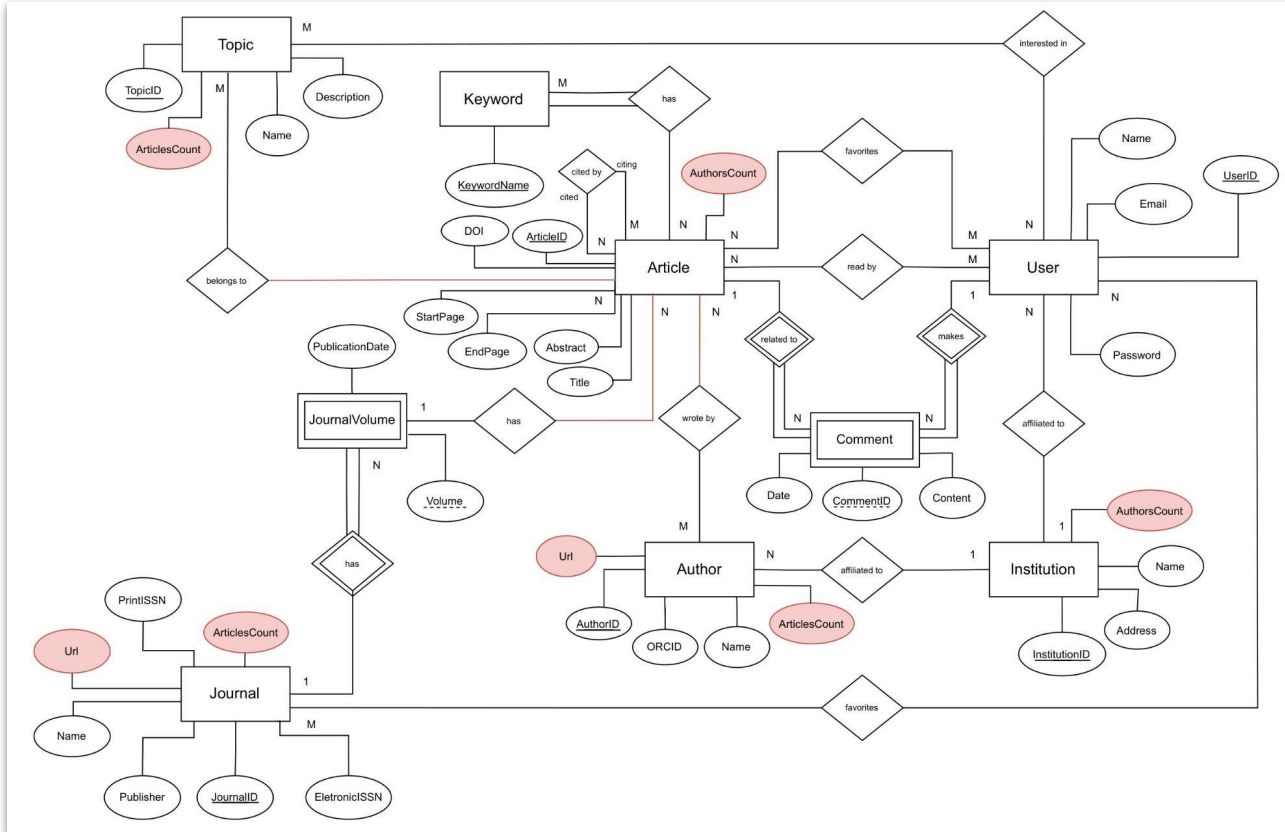 M
Topic
interested in
TopicID
Description
M
ArticlesCount
Name
Keyword
M
has
KeywordName
cited by
citing
cited
AuthorsCount
favorites
Name
UserID
Email
DOI
ArticleID
M
N
N
N
M
N
Article
N
read by
M
User
belongs to
1
1
N
N
StartPage
N
N
N
EndPage
Abstract
Title
related to
makes
Password
PublicationDate
JournalVolume
1
has
wrote by
N
N
Comment
affiliated to
N
Volume
Date
CommentID
Content
AuthorsCount
M
1
Url
Author
N
affiliated to
1
Institution
Name
has
AuthorID
ORCID
Name
ArticlesCount
Address
InstitutionID
PrintISSN
ArticlesCount
Url
Journal
1
favorites
M
Name
Publisher
JournalID
EletronicISSN